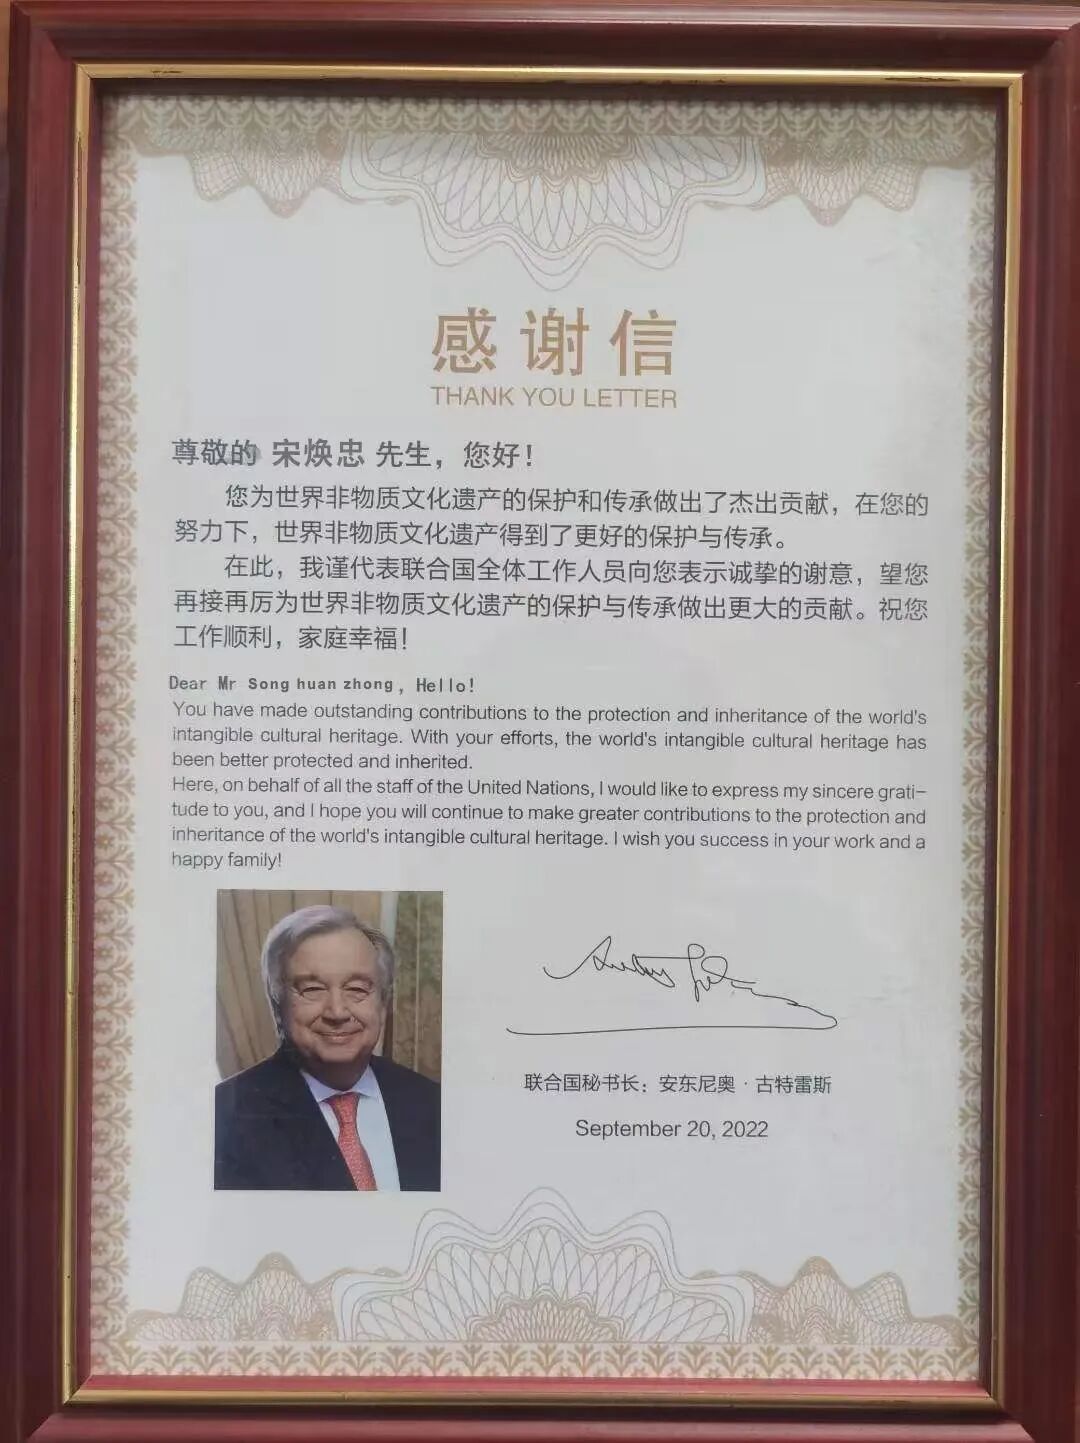 感谢信
THANK YOU LETTER
尊敬的 宋焕忠 先生，您好！
您为世界非物质文化遗产的保护和传承做出了杰出贡献，在您的
努力下，世界非物质文化遗产得到了更好的保护与传承。
在此，我谨代表联合国全体工作人员向您表示诚挚的谢意，望您
再接再厉为世界非物质文化遗产的保护与传承做出更大的贡献。祝您
工作顺利，家庭幸福！
Dear Mr Song huan zhong, Hello!
You have made outstanding contributions to the protection and inheritance of the world's
intangible cultural heritage. With your efforts, the world's intangible cultural heritage has
been better protected and inherited.
Here, on behalf of all the staff of the United Nations, I would like to express my sincere grati-
tude to you, and I hope you will continue to make greater contributions to the protection and
inheritance of the world's intangible cultural heritage. I wish you success in your work and a
happy family!
联合国秘书长：安东尼奥·古特雷斯
September 20, 2022